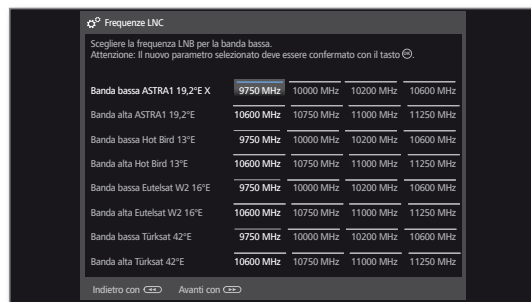 Frequenze LNC
Scegliere la frequenza LNB per la banda bassa.
Attenzione: Il nuovo parametro selezionato deve essere confermato con il tasto OK.
Banda bassa ASTRA1 19,2°E X 9750 MHz 10000 MHz 10200 MHz 10600 MHz
Banda alta ASTRA1 19,2°E 10600 MHz 10750 MHz 11000 MHz 11250 MHz
Banda bassa Hot Bird 13°E 9750 MHz 10000 MHz 10200 MHz 10600 MHz
Banda alta Hot Bird 13°E 10600 MHz 10750 MHz 11000 MHz 11250 MHz
Banda bassa Eutelsat W2 16°E 9750 MHz 10000 MHz 10200 MHz 10600 MHz
Banda alta Eutelsat W2 16°E 10600 MHz 10750 MHz 11000 MHz 11250 MHz
Banda bassa Türksat 42°E 9750 MHz 10000 MHz 10200 MHz 10600 MHz
Banda alta Türksat 42°E 10600 MHz 10750 MHz 11000 MHz 11250 MHz
Indietro con Avanti con